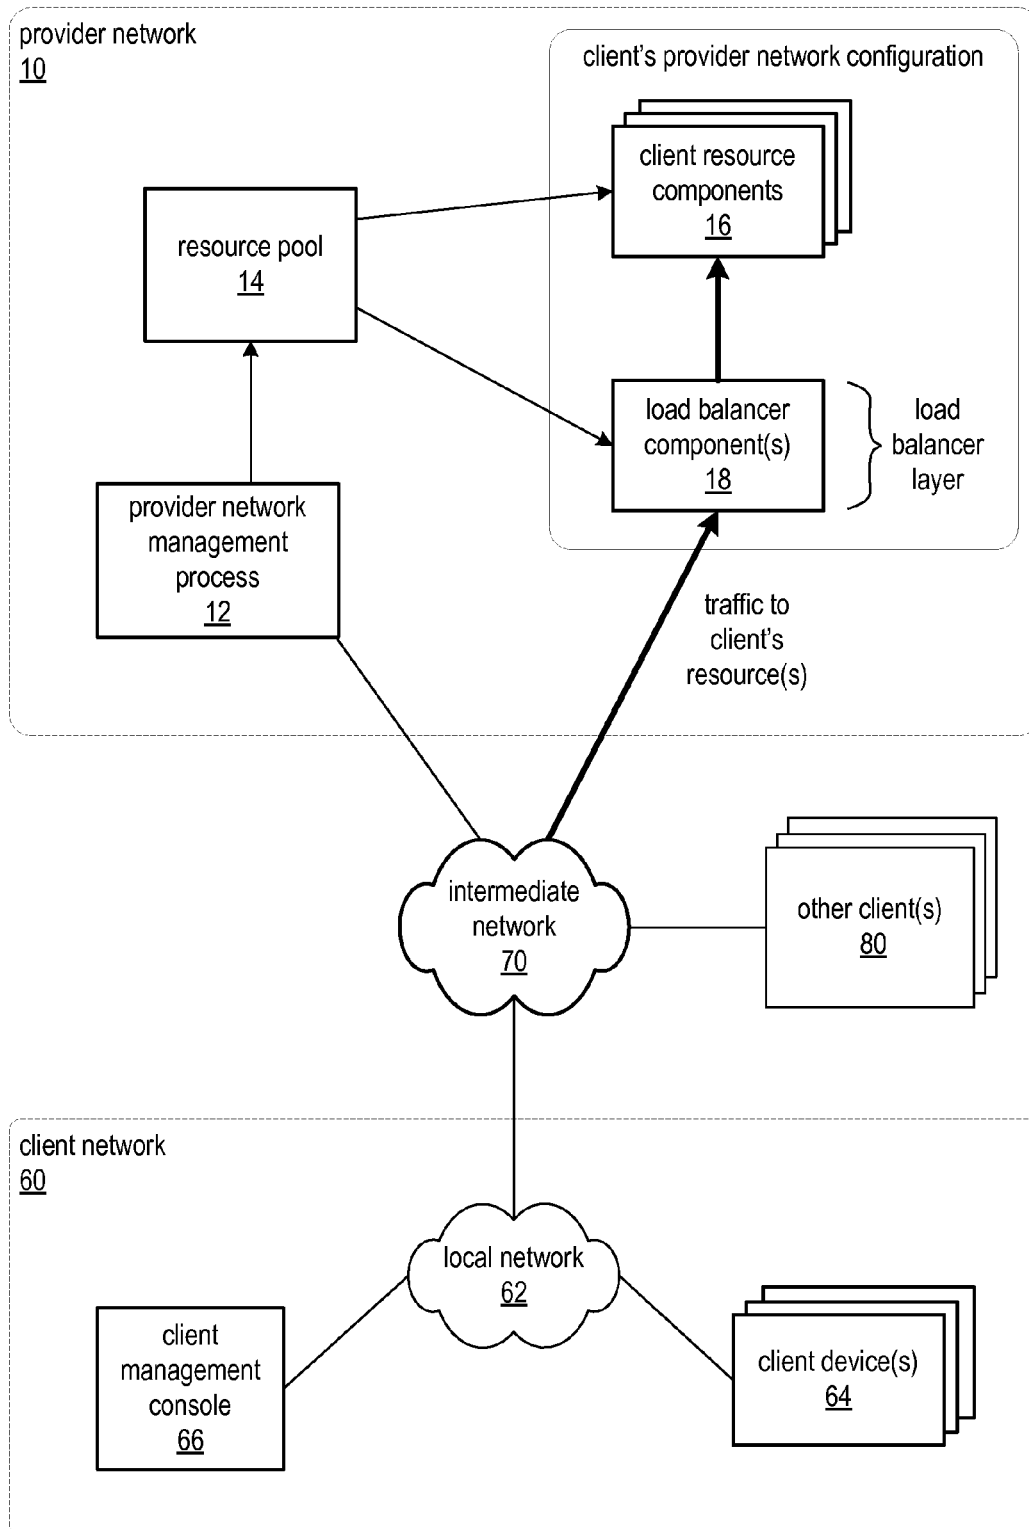 provider network
10
client's provider network configuration
client resource
components
16
resource pool
14
load balancer
component(s)
18
load
balancer
layer
provider network
management
process
12
traffic to
client's
resource(s)
intermediate
network
70
other client(s)
80
client network
60
local network
62
client
management
console
66
client device(s)
64